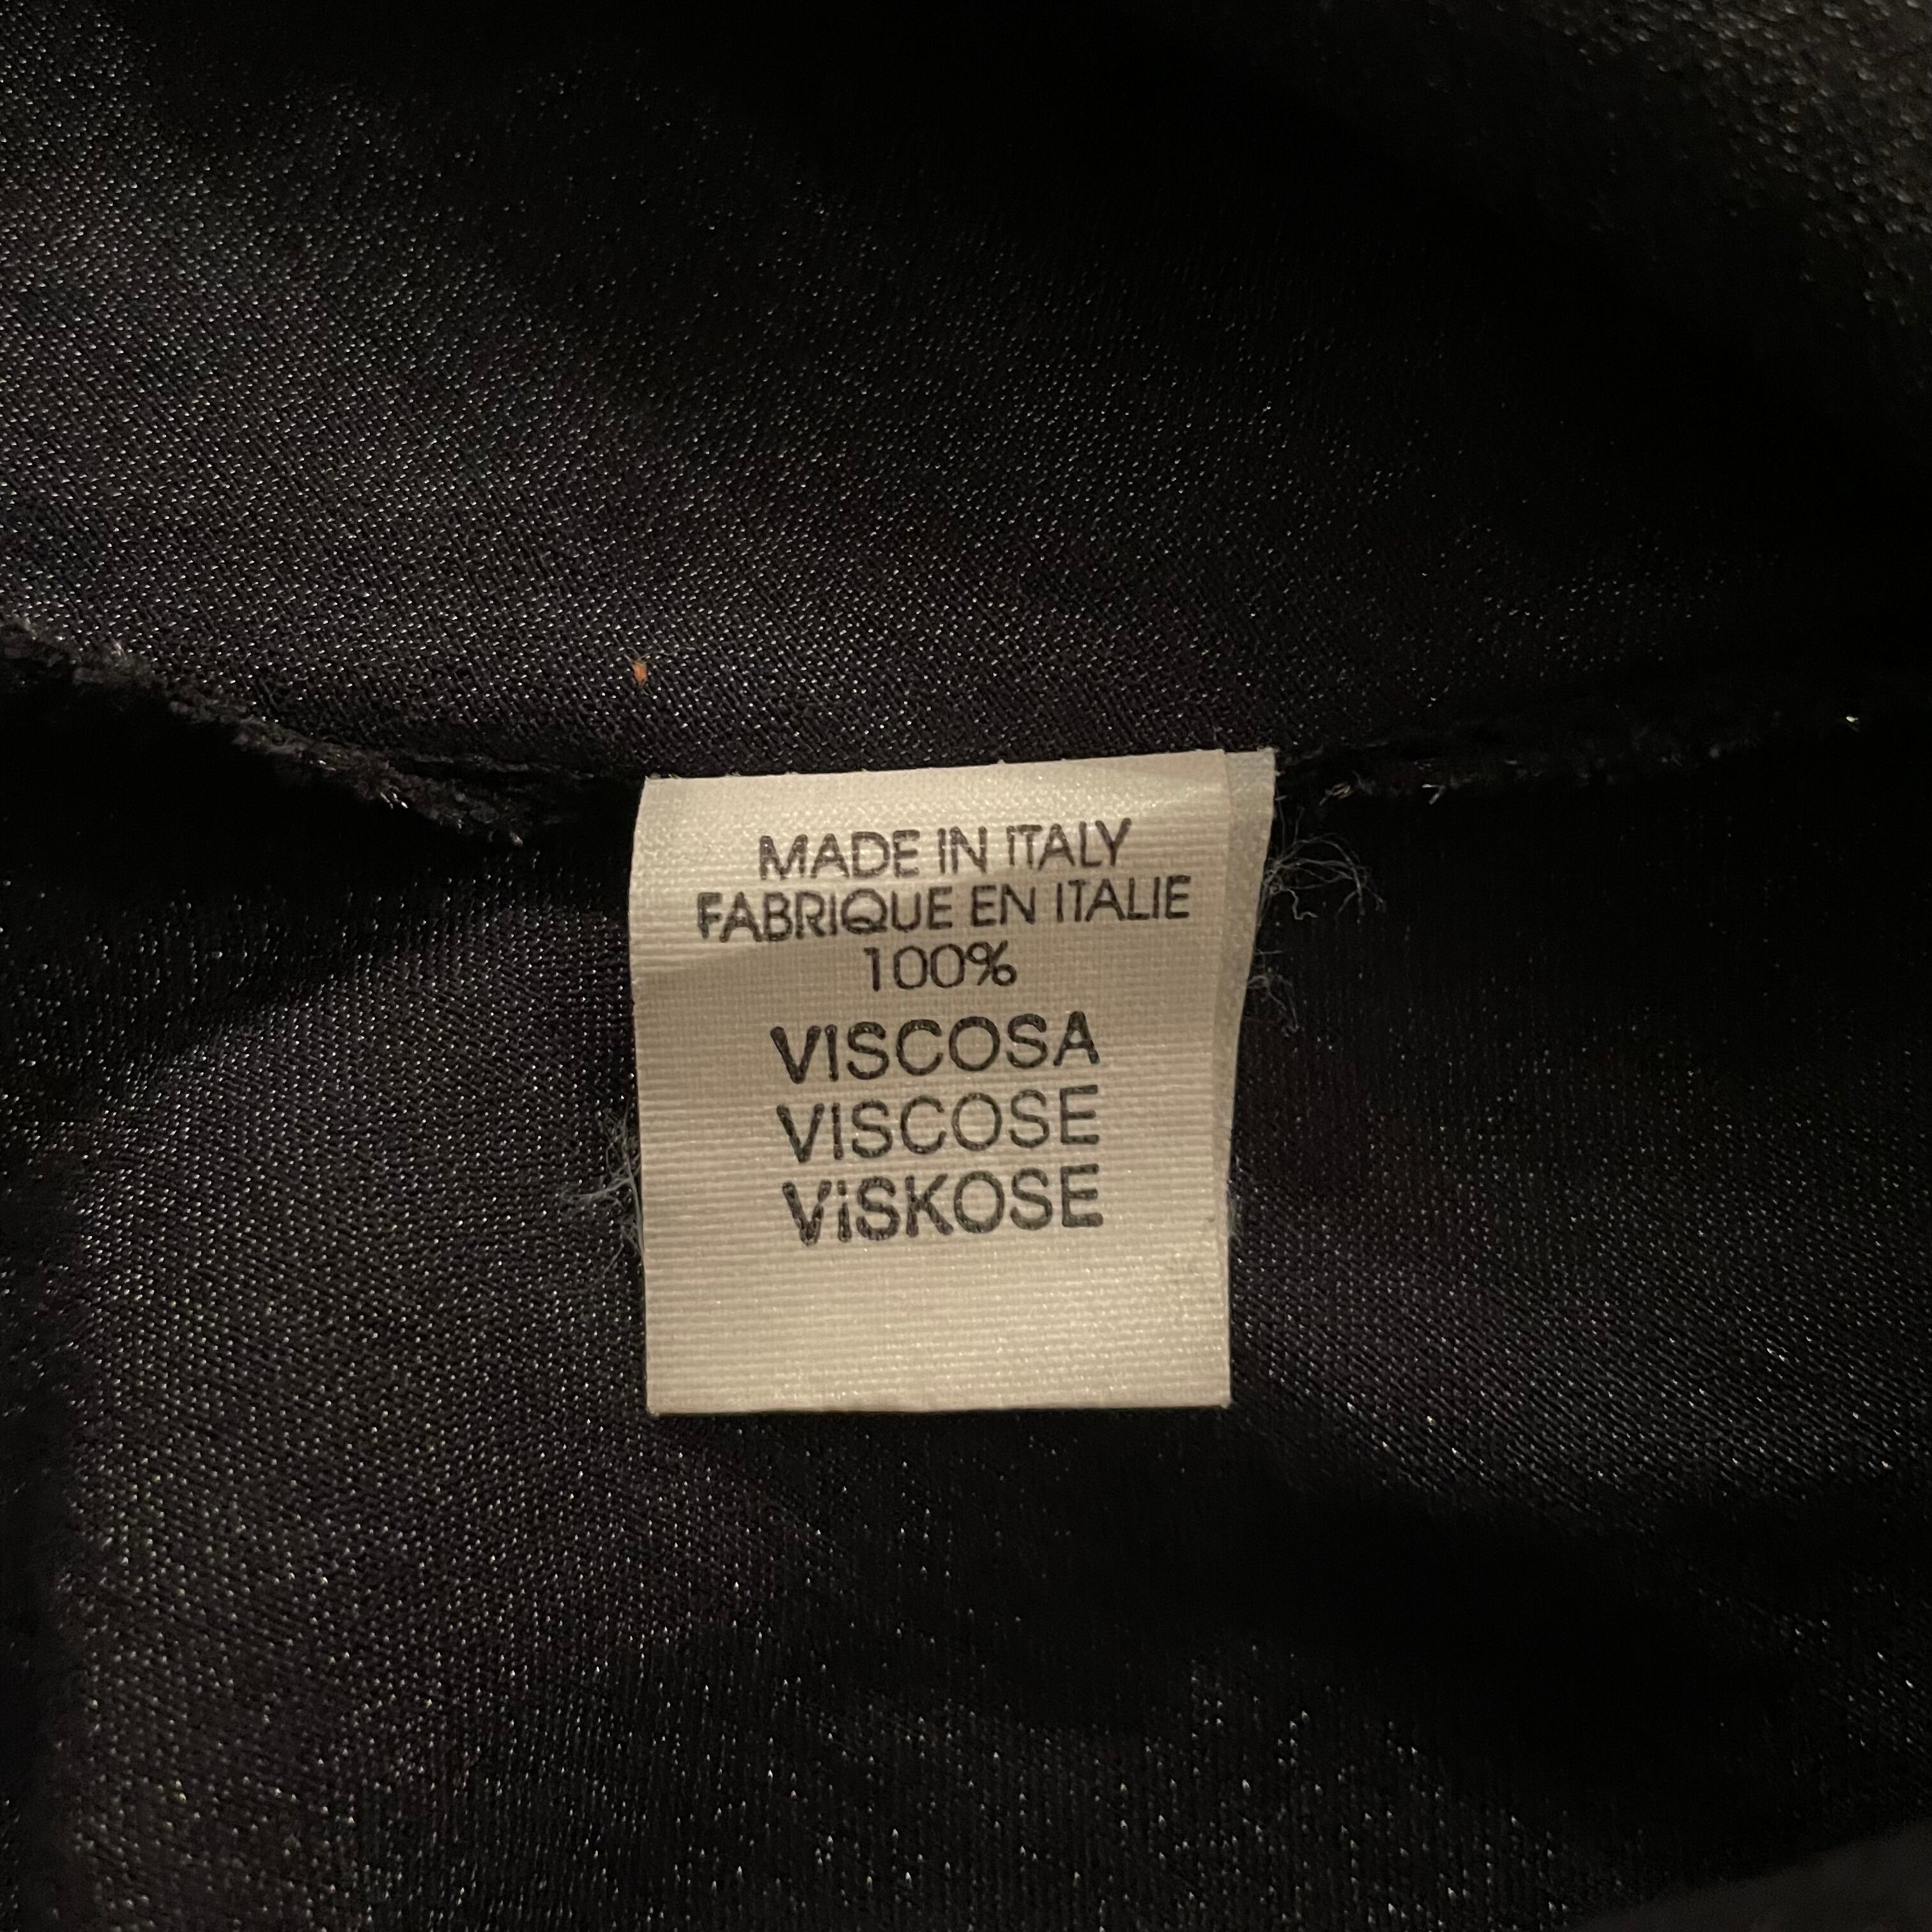 MADE IN ITALY
FABRIQUE EN ITALIE
100%
VISCOSA
VISCOSE
ViSKOSE